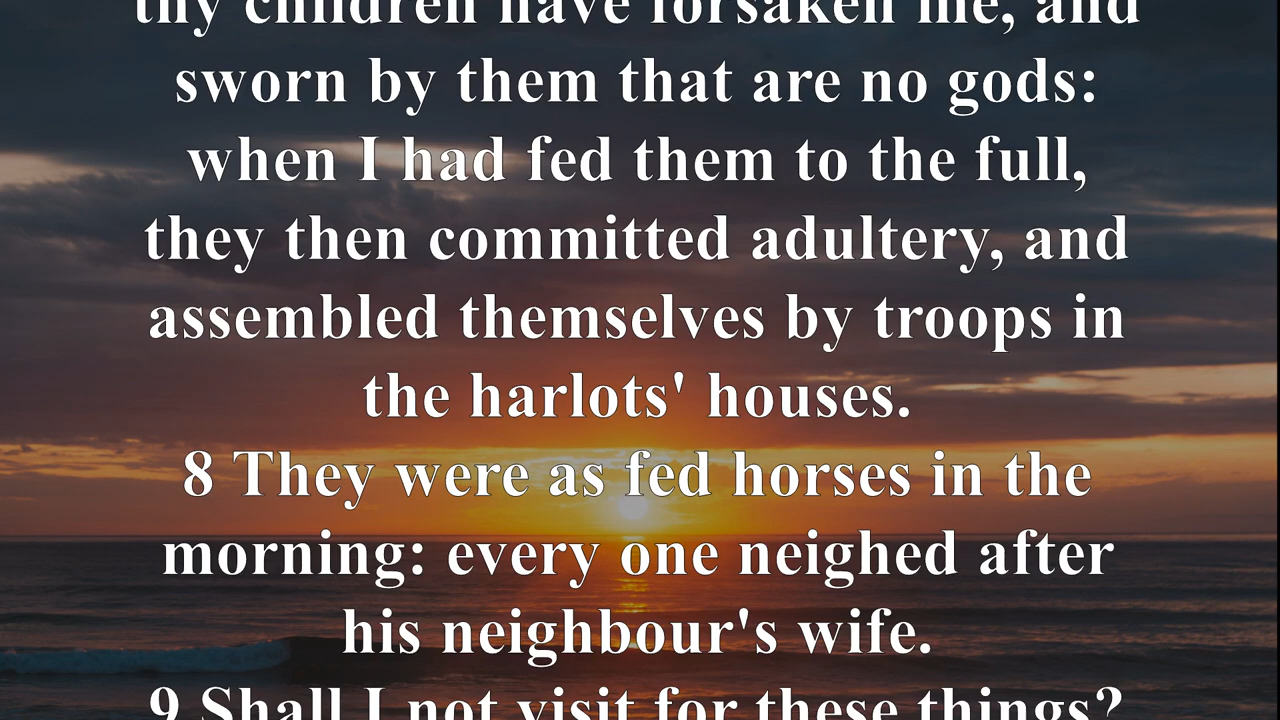 thy children have forsaken me, and
sworn by them that are no gods:
when I had fed them to the full,
they then committed adultery, and
assembled themselves by troops in
the harlots' houses.
8 They were as fed horses in the
morning: every one neighed after
his neighbour's wife.
9 Shall I not visit for these things?